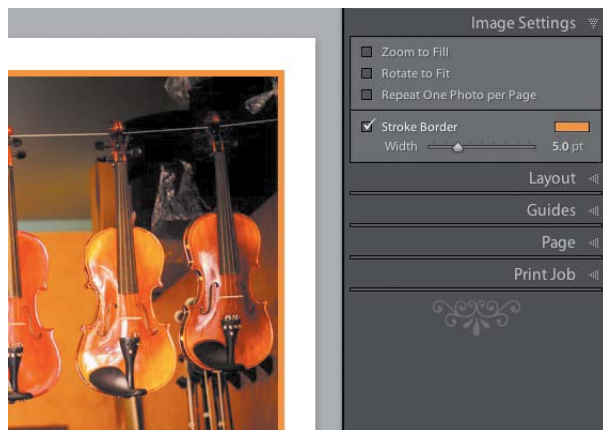 Image Settings
Zoom to Fill
Rotate to Fit
Repeat One Photo per Page
Stroke Border
Width 5.0 pt
Layout
Guides
Page
Print Job